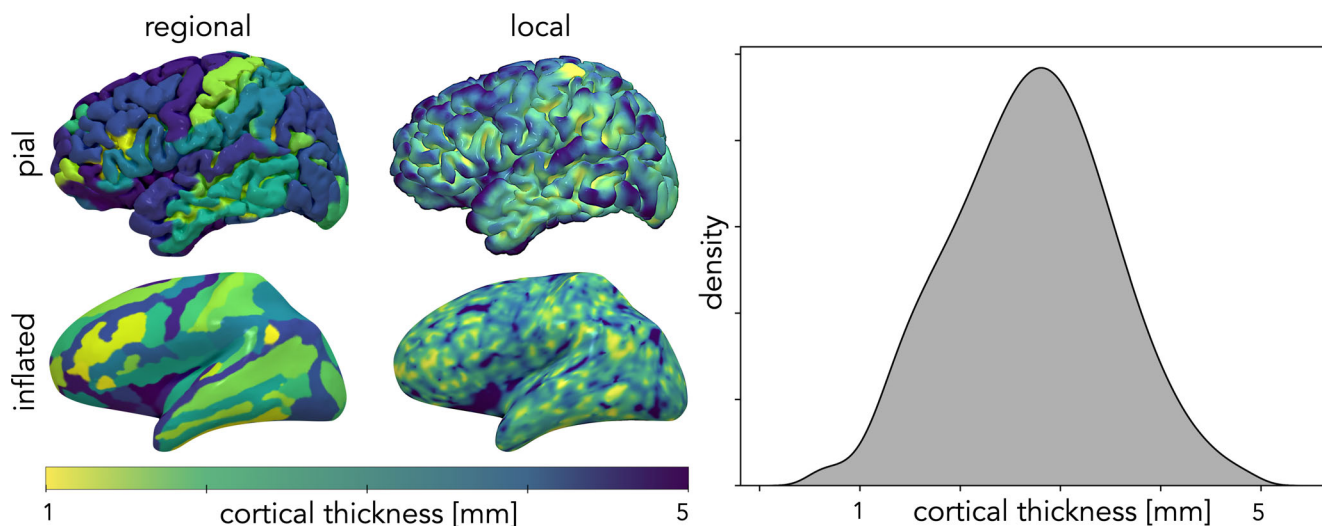 regional
local
pial
inflated
1
cortical thickness [mm]
5
density
1
cortical thickness [mm]
5